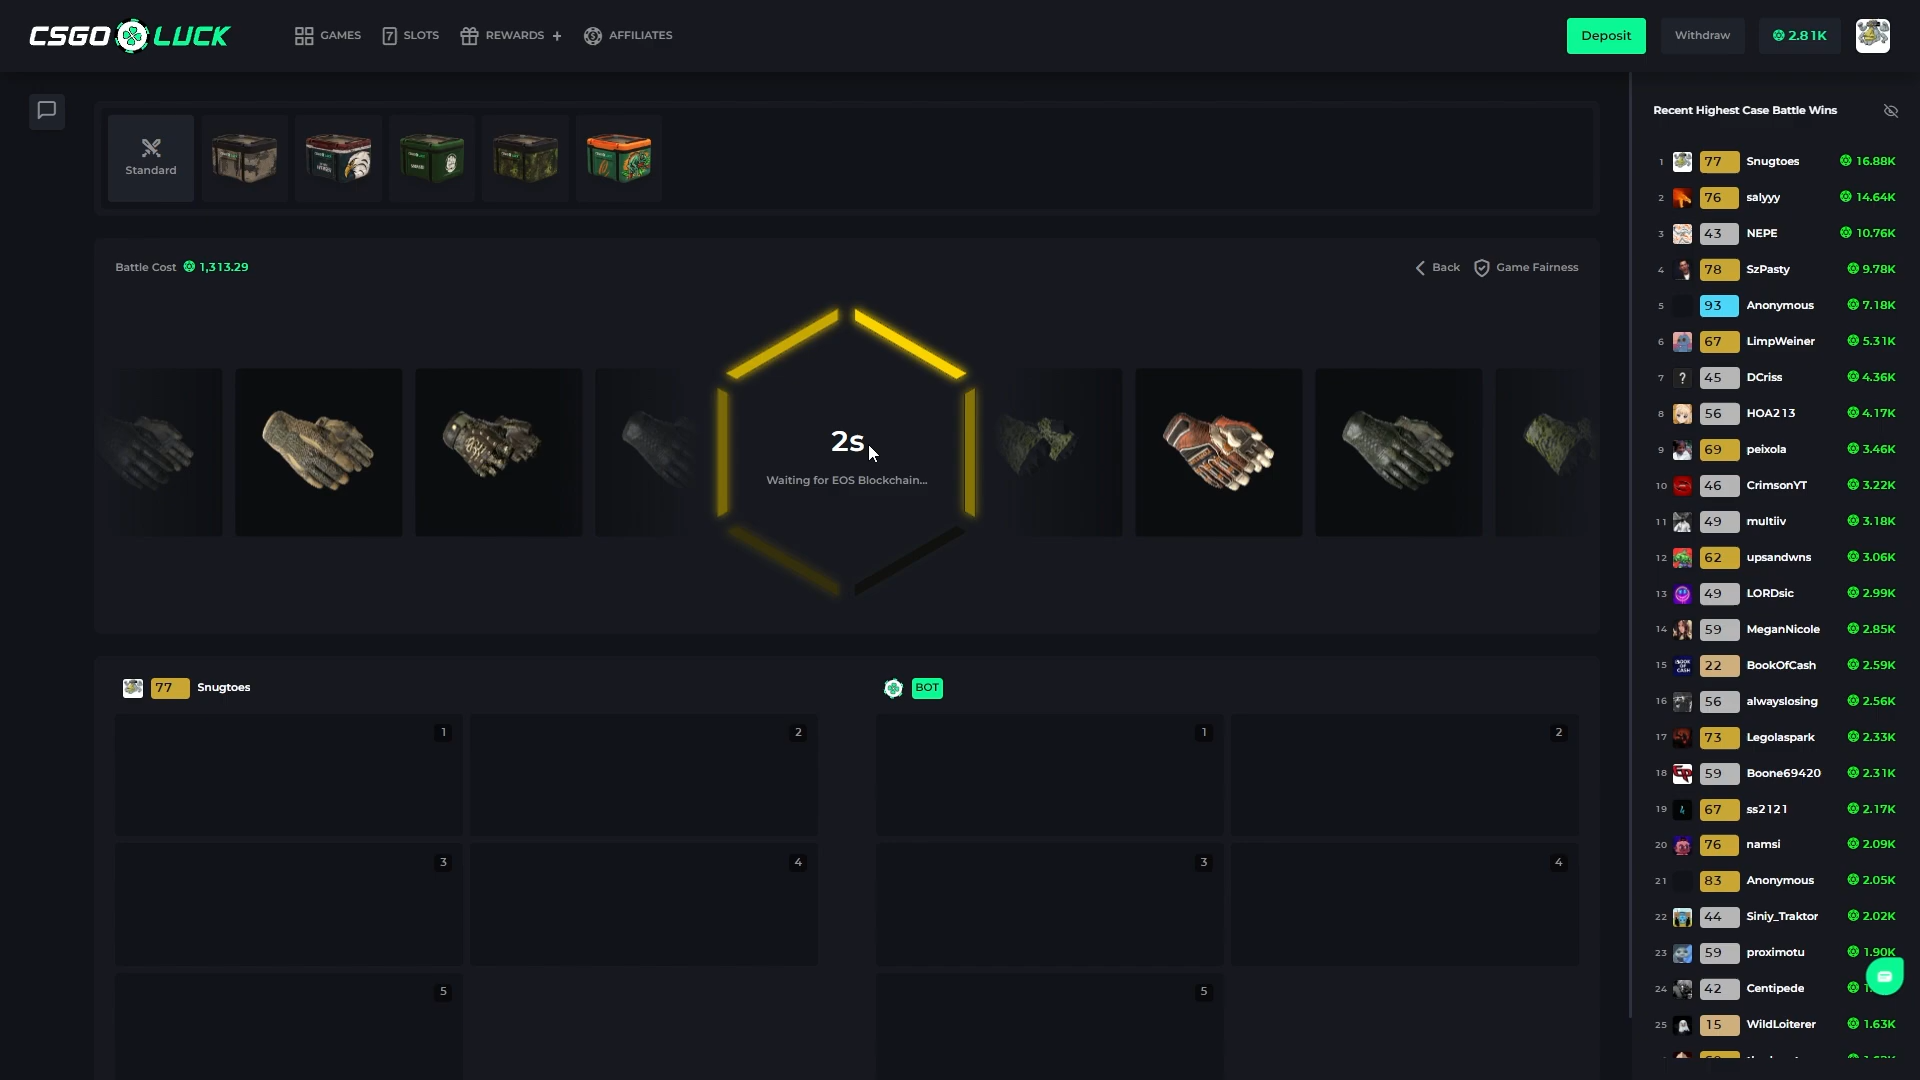 CSGO LUCK
GAMES
SLOTS
REWARDS +
AFFILIATES
Deposit
Withdraw
2.81K
Standard
Battle Cost 1,313.29
Back
Game Fairness
2s
Waiting for EOS Blockchain...
77 Snugtoes
BOT
1
2
1
2
3
4
3
4
5
5
Recent Highest Case Battle Wins
1 77 Snugtoes 16.88K
2 76 salyyy 14.64K
3 43 NEPE 10.76K
4 78 SzPasty 9.78K
5 93 Anonymous 7.18K
6 67 LimpWeiner 5.31K
7 ? 45 DCriss 4.36K
8 56 HOA213 4.17K
9 69 peixola 3.46K
10 46 CrimsonYT 3.22K
11 49 multiiv 3.18K
12 62 upsandwns 3.06K
13 49 LORDsic 2.99K
14 59 MeganNicole 2.85K
15 BOOK OF CASH 22 BookOfCash 2.59K
16 56 alwayslosing 2.56K
17 73 Legolaspark 2.33K
18 59 Boone69420 2.31K
19 67 ss2121 2.17K
20 76 namsi 2.09K
21 83 Anonymous 2.05K
22 44 Siniy_Traktor 2.02K
23 59 proximotu 1.90K
24 42 Centipede
25 15 WildLoiterer 1.63K